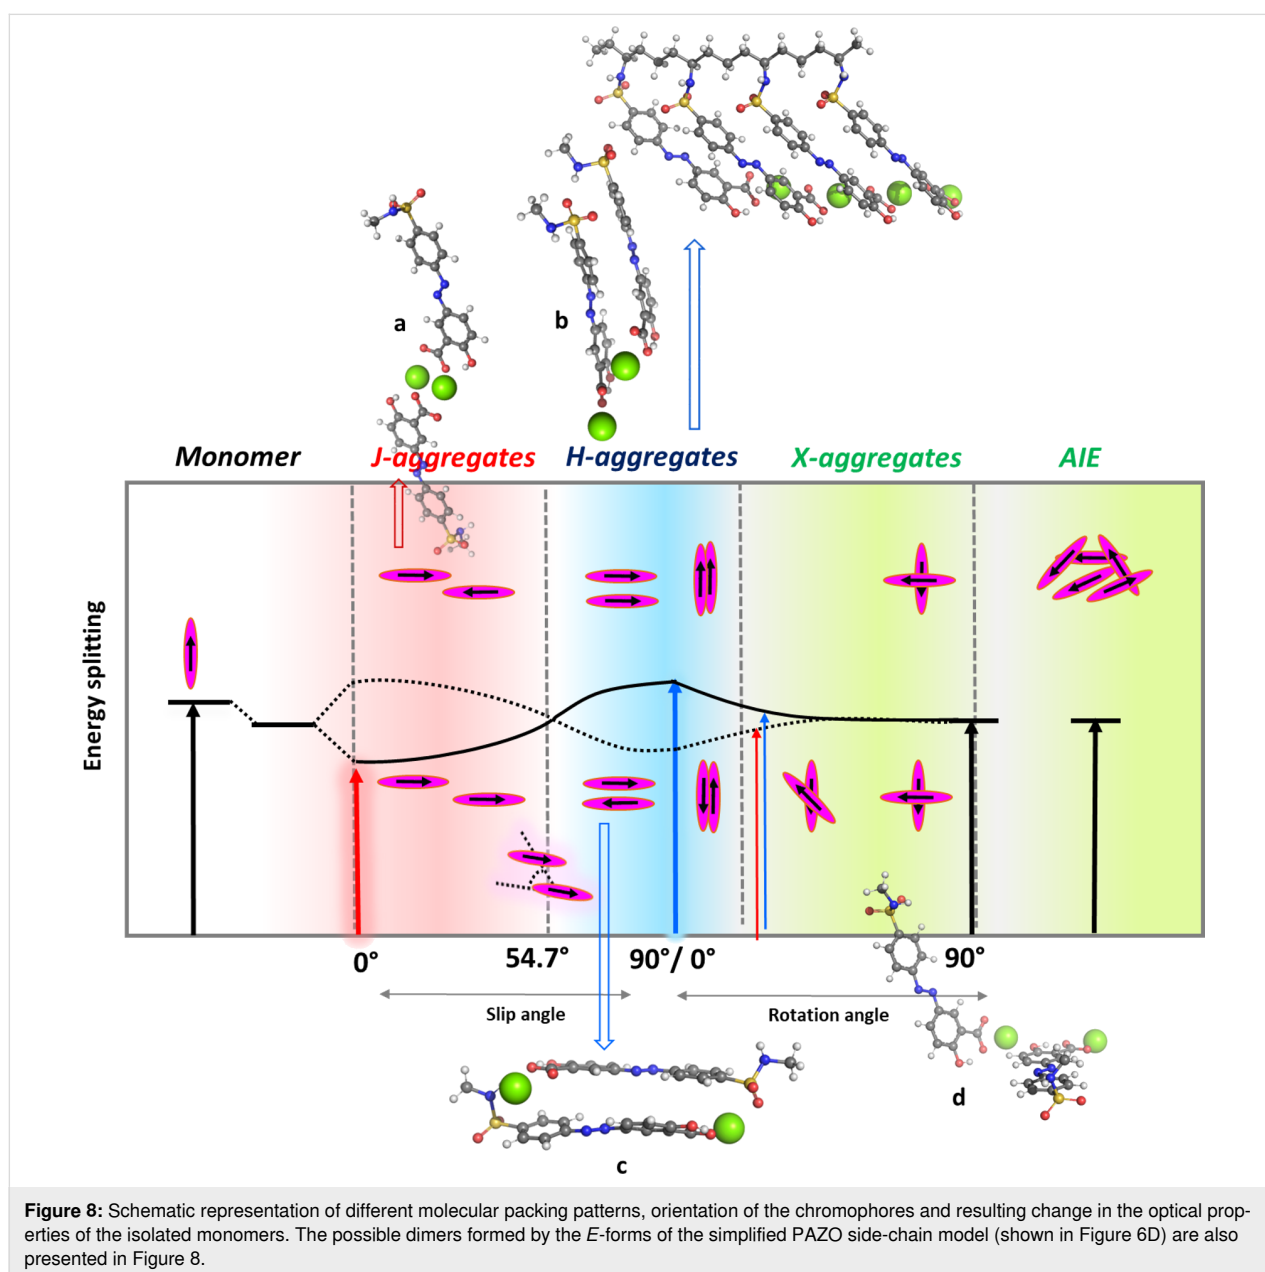 a
b
Monomer
J-aggregates
H-aggregates
X-aggregates
AIE
Energy splitting
0°
54.7°
90°/ 0°
90°
Slip angle
Rotation angle
d
c
Figure 8: Schematic representation of different molecular packing patterns, orientation of the chromophores and resulting change in the optical prop-
erties of the isolated monomers. The possible dimers formed by the E-forms of the simplified PAZO side-chain model (shown in Figure 6D) are also
presented in Figure 8.